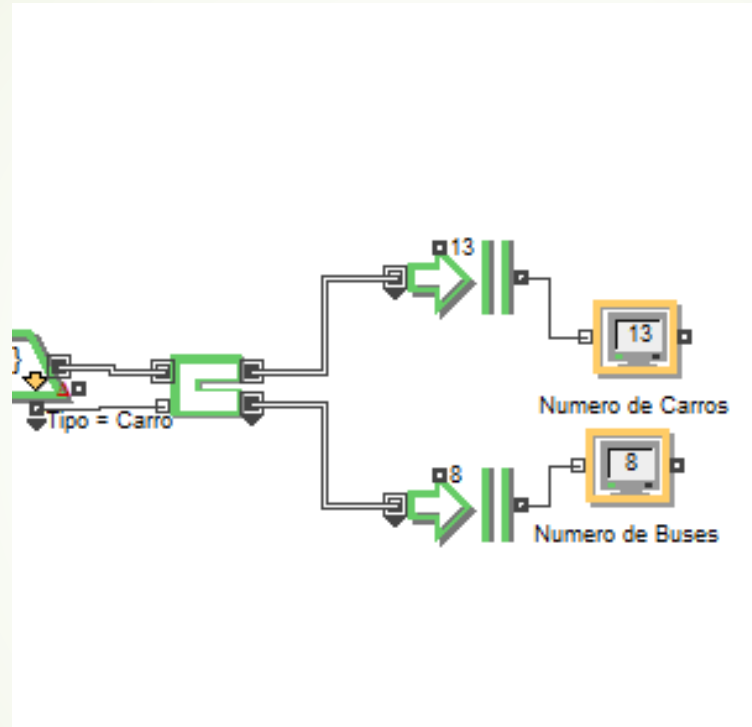 13
13
}
Numero de Carros
Tipo = Carro
8
8
Numero de Buses